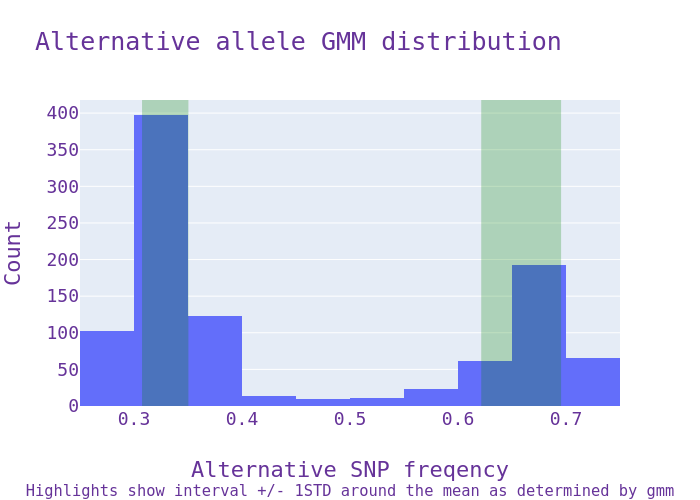 Alternative allele GMM distribution
400
350
300
250
200
150
100
50
0
Count
0.3 0.4 0.5 0.6 0.7
Alternative SNP freqency
Highlights show interval +/- 1STD around the mean as determined by gmm